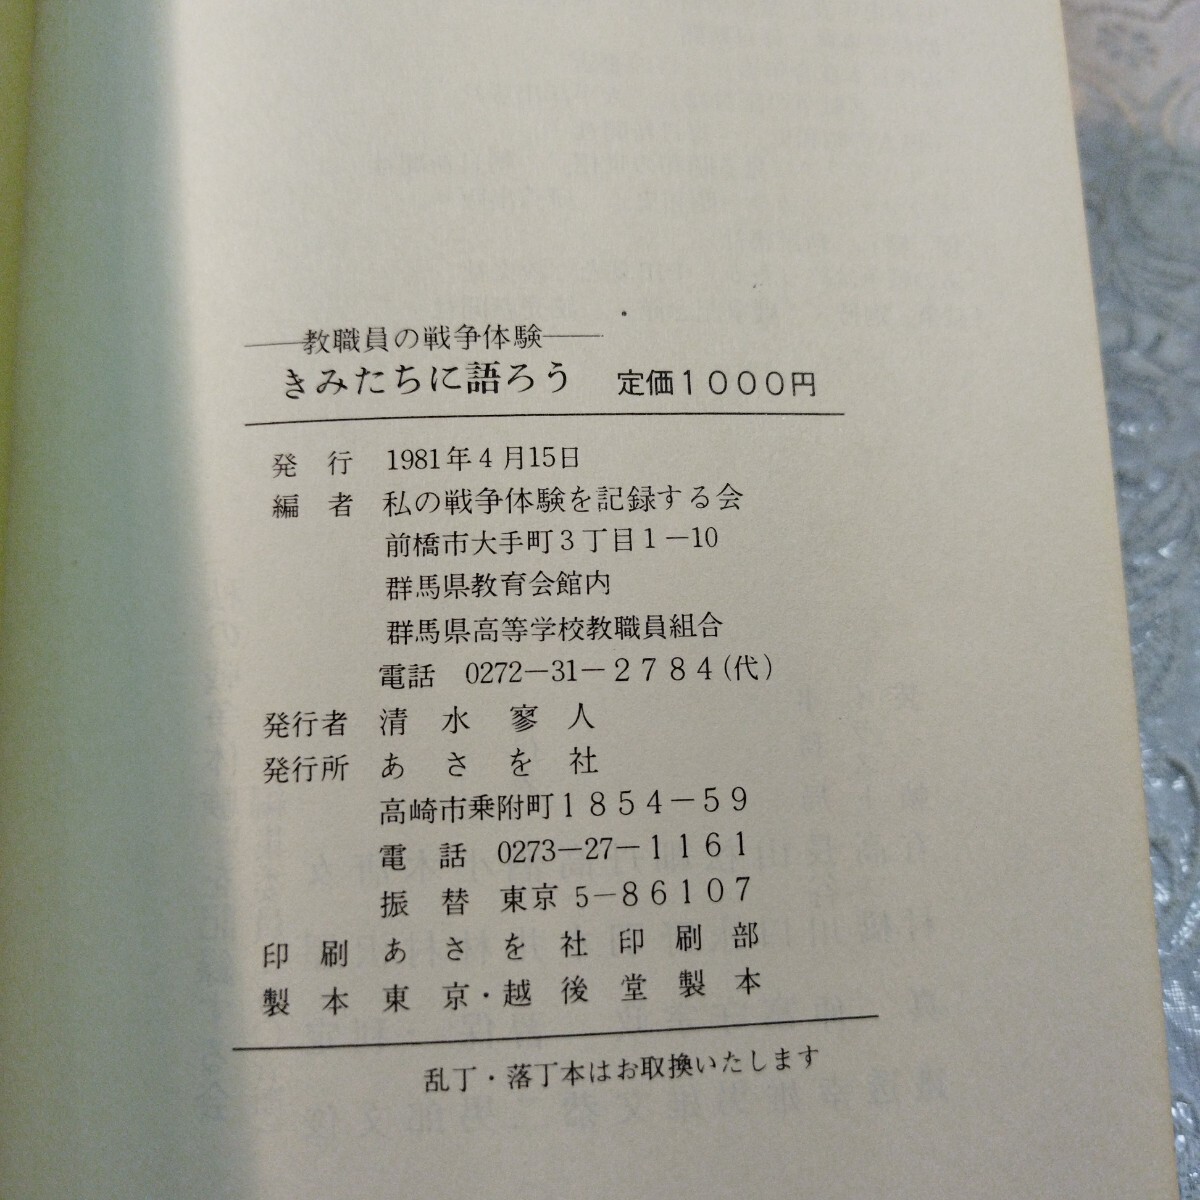 ――教職員の戦争体験――
きみたちに語ろう　定価1000円
発　行　1981年4月15日
編　者　私の戦争体験を記録する会
前橋市大手町3丁目1－10
群馬県教育会館内
群馬県高等学校教職員組合
電話　0272－31－2784（代）
発行者　清　水　寥　人
発行所　あ　さ　を　社
高崎市乗附町1854－59
電　話　0273－27－1161
振　替　東京　5－86107
印　刷　あ　さ　を　社　印　刷　部
製　本　東　京・越　後　堂　製　本
乱丁・落丁本はお取換いたします